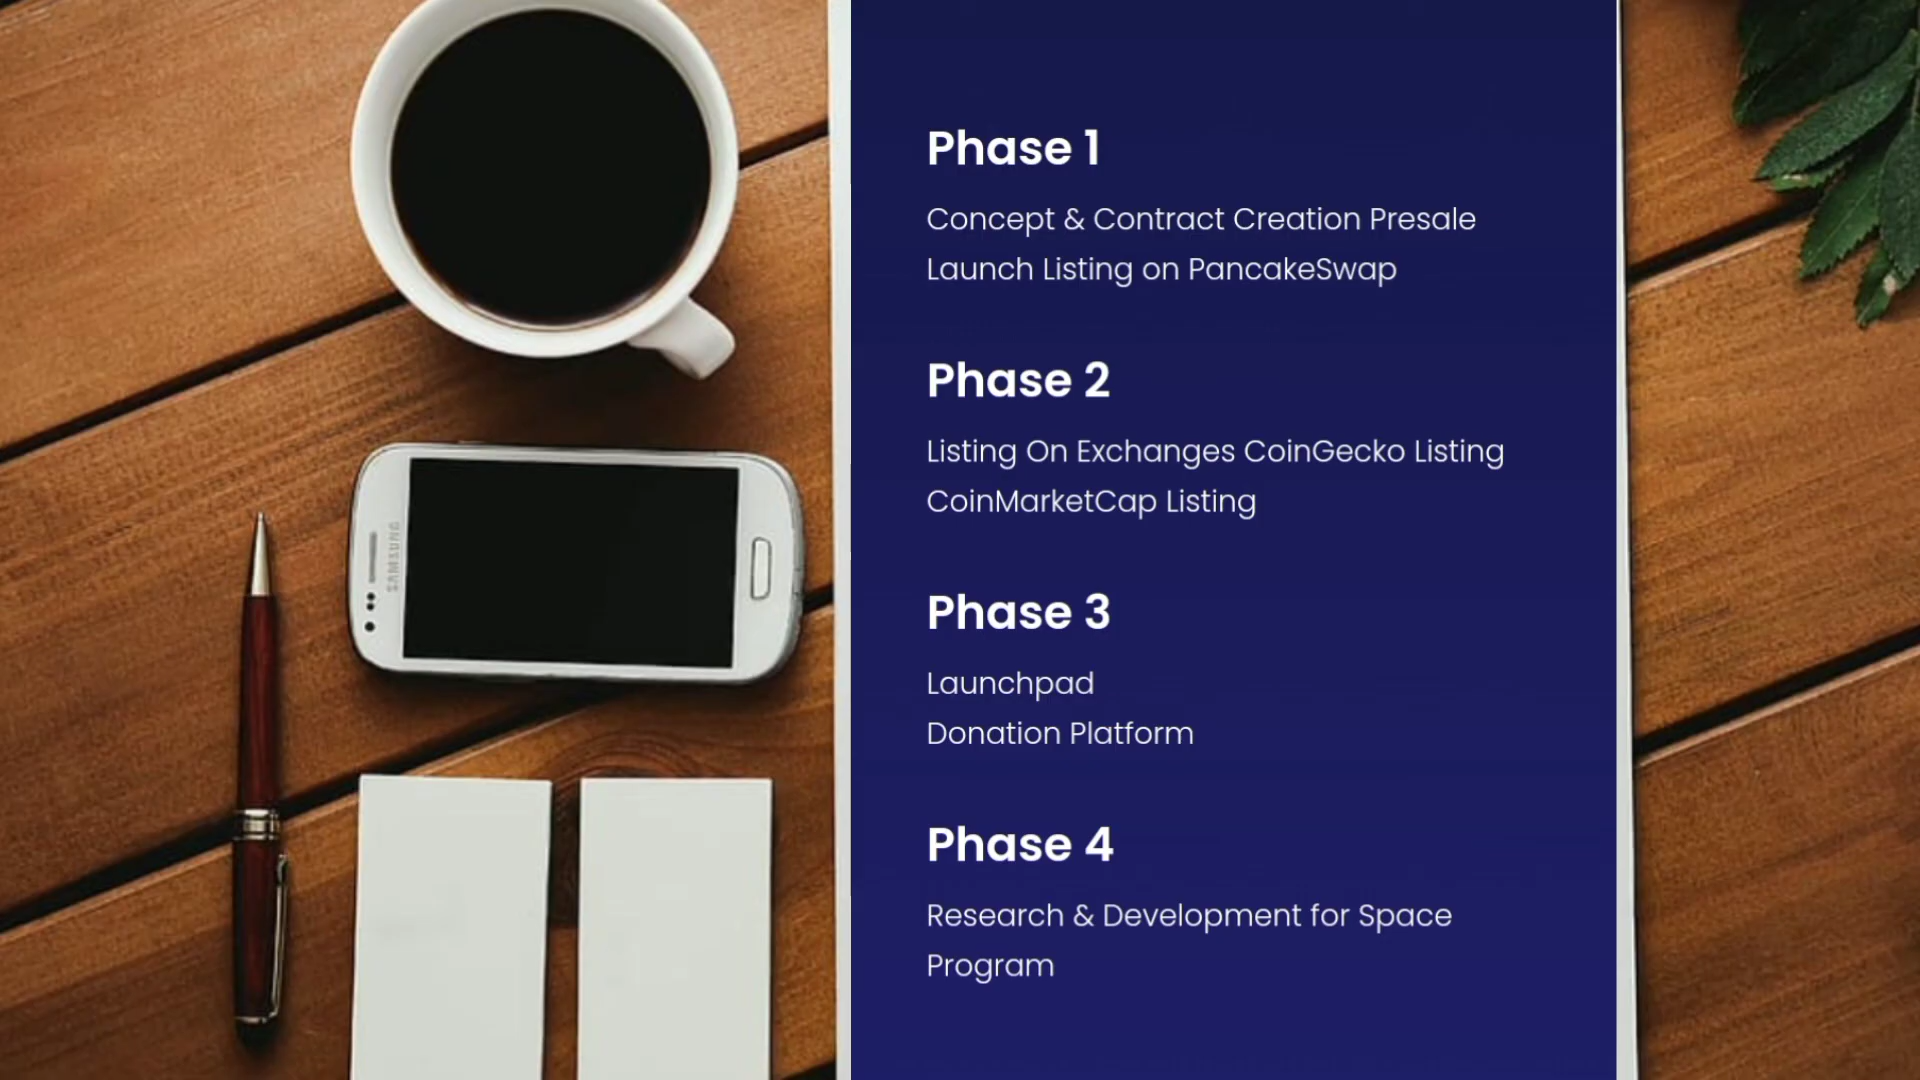 Phase 1
Concept & Contract Creation Presale
Launch Listing on PancakeSwap
Phase 2
Listing On Exchanges CoinGecko Listing
CoinMarketCap Listing
SAMSUNG
Phase 3
Launchpad
Donation Platform
Phase 4
Research & Development for Space
Program